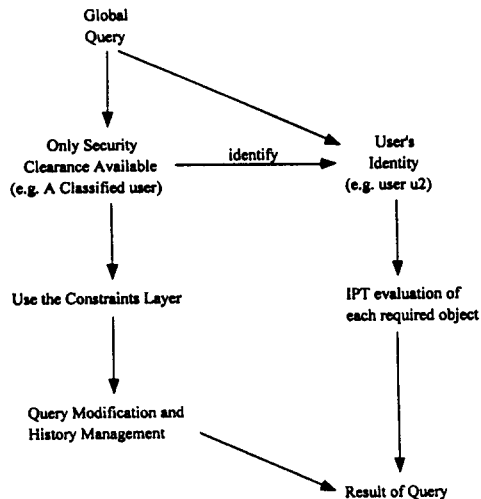 Global
Query
Only Security
Clearance Available
(e.g. A Classified user)
identify
User's
Identity
(e.g. user u2)
Use the Constraints Layer
IPT evaluation of
each required object
Query Modification and
History Management
Result of Query